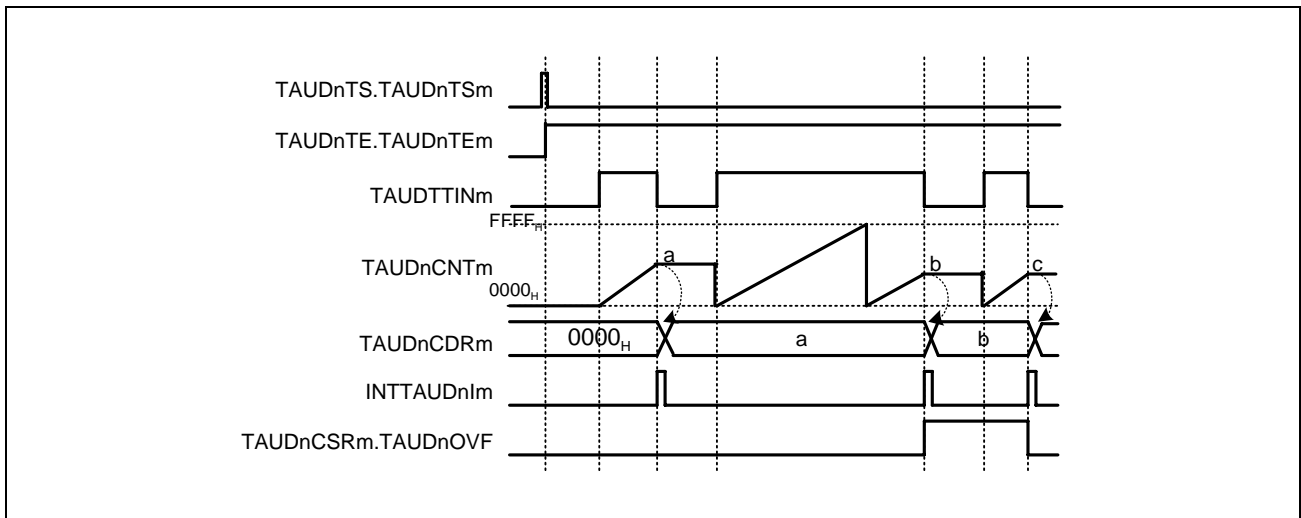 TAUDnTS.TAUDnTSm
TAUDnTE.TAUDnTEm
TAUDTTINm
FFFFH
TAUDnCNTm
a
b
c
0000H
TAUDnCDRm
0000H
a
b
INTTAUDnIm
TAUDnCSRm.TAUDnOVF